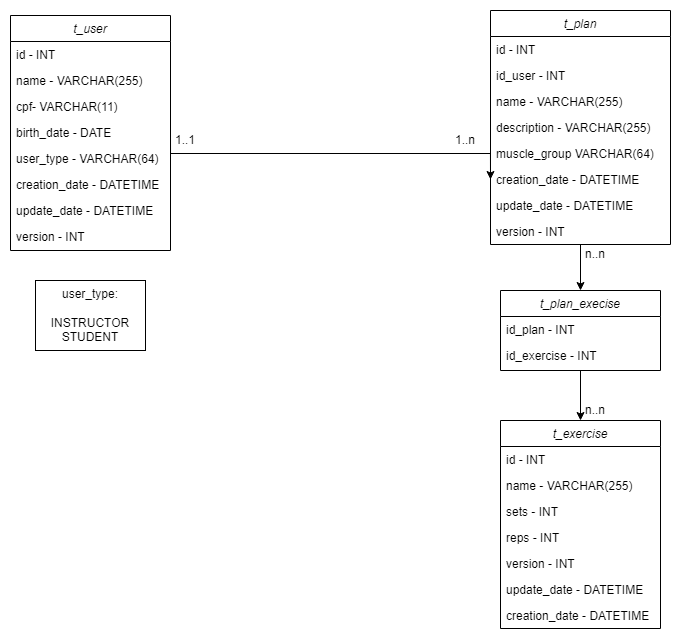 t_user
id - INT
name - VARCHAR(255)
cpf- VARCHAR(11)
birth_date - DATE
user_type - VARCHAR(64)
creation_date - DATETIME
update_date - DATETIME
version - INT
user_type:
INSTRUCTOR
STUDENT
1..1
1..n
t_plan
id - INT
id_user - INT
name - VARCHAR(255)
description - VARCHAR(255)
muscle_group VARCHAR(64)
creation_date - DATETIME
update_date - DATETIME
version - INT
n..n
t_plan_execise
id_plan - INT
id_exercise - INT
n..n
t_exercise
id - INT
name - VARCHAR(255)
sets - INT
reps - INT
version - INT
update_date - DATETIME
creation_date - DATETIME